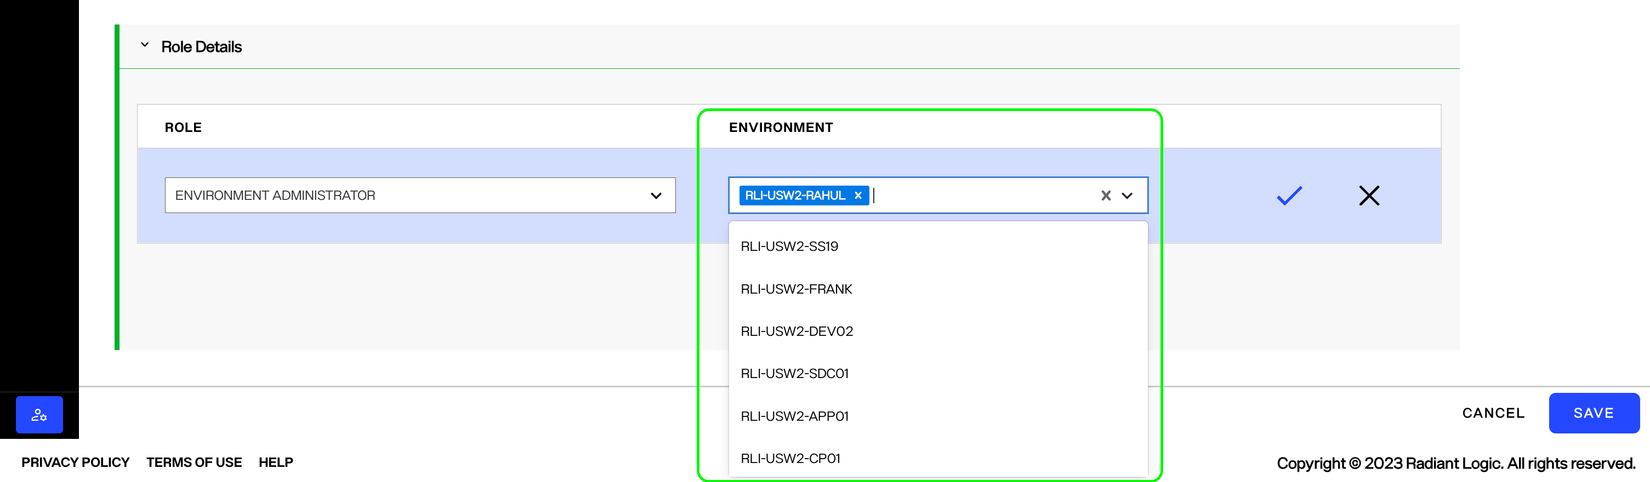 Role Details
ROLE ENVIRONMENT
ENVIRONMENT ADMINISTRATOR RLI-USW2-RAHUL
RLI-USW2-SS19
RLI-USW2-FRANK
RLI-USW2-DEV02
RLI-USW2-SDC01
RLI-USW2-APP01
CANCEL SAVE
RLI-USW2-CP01
PRIVACY POLICY TERMS OF USE HELP
Copyright © 2023 Radiant Logic. All rights reserved.